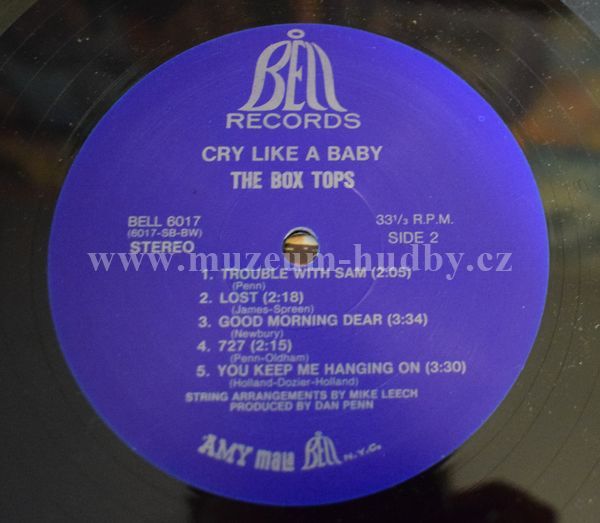 BELL
RECORDS
CRY LIKE A BABY
THE BOX TOPS
BELL 6017
(6017-SB-BW)
STEREO
33 1/3 R.P.M.
SIDE 2
www.muzeum-hudby.cz
1. TROUBLE WITH SAM (2:05)
(Penn)
2. LOST (2:18)
(James-Spreen)
3. GOOD MORNING DEAR (3:34)
(Newbury)
4. 727 (2:15)
(Penn-Oldham)
5. YOU KEEP ME HANGING ON (3:30)
(Holland-Dozier-Holland)
STRING ARRANGEMENTS BY MIKE LEECH
PRODUCED BY DAN PENN
AMY mala BELL N.Y.C.